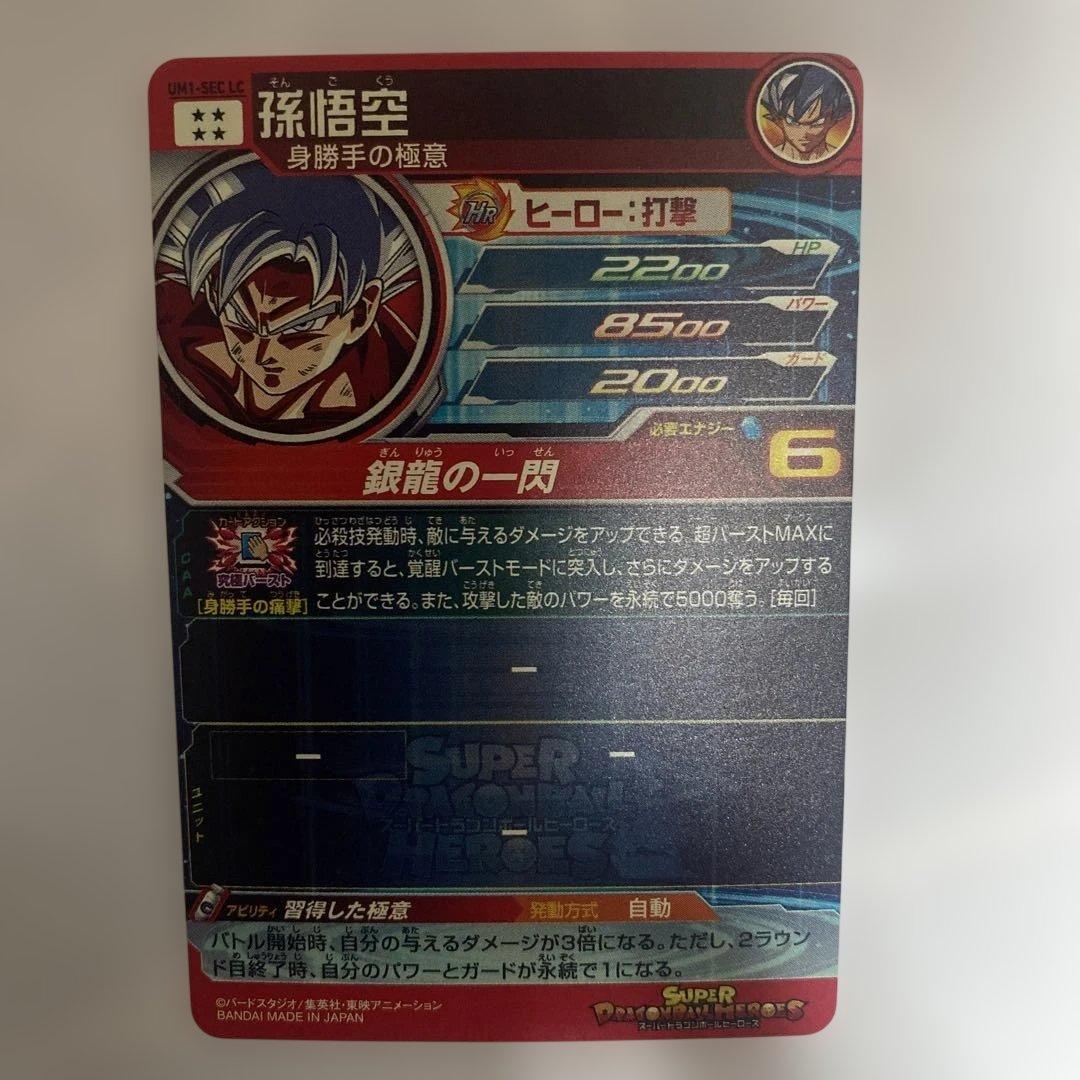 UM1-SEC LC
そん ご くう
孫悟空
身勝手の極意
HR
ヒーロー:打撃
HP
2200
パワー
8500
ガード
2000
必要エナジー 6
ぎん りゅう いっ せん
銀龍の一閃
カードアクション
究極バースト
[身勝手の痛撃]
CAA
必殺技発動時、敵に与えるダメージをアップできる。超バーストMAXに
到達すると、覚醒バーストモードに突入し、さらにダメージをアップする
ことができる。また、攻撃した敵のパワーを永続で5000奪う。[毎回]
ー
ユニット
ー ー
ー
SUPER
DRAGONBALL
スーパードラゴンボールヒーローズ
HEROES
アビリティ 習得した極意 発動方式 自動
バトル開始時、自分の与えるダメージが3倍になる。ただし、2ラウン
ド目終了時、自分のパワーとガードが永続で1になる。
©バードスタジオ/集英社・東映アニメーション
BANDAI MADE IN JAPAN
SUPER
DRAGONBALL HEROES
スーパードラゴンボールヒーローズ